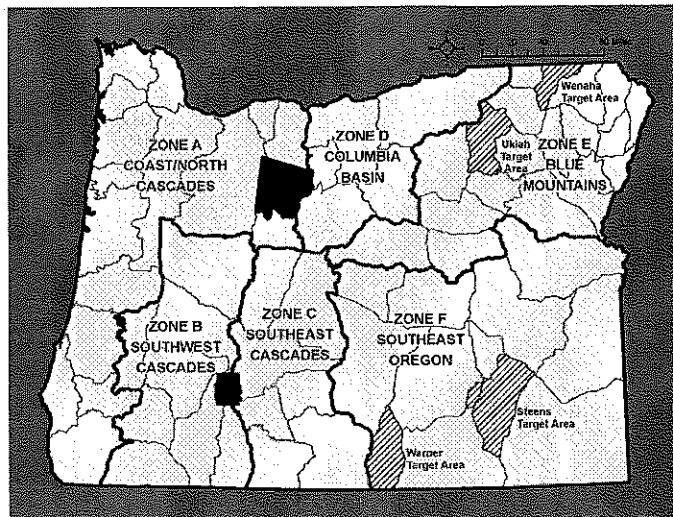 Wenaha
Target Area
ZONE A
COAST/NORTH
CASCADES
ZONE D
COLUMBIA
BASIN
Ukiah
Target
Area
ZONE E
BLUE
MOUNTAINS
ZONE B
SOUTHWEST
CASCADES
ZONE C
SOUTHEAST
CASCADES
ZONE F
SOUTHEAST
OREGON
Steens
Target Area
Warner
Target Area